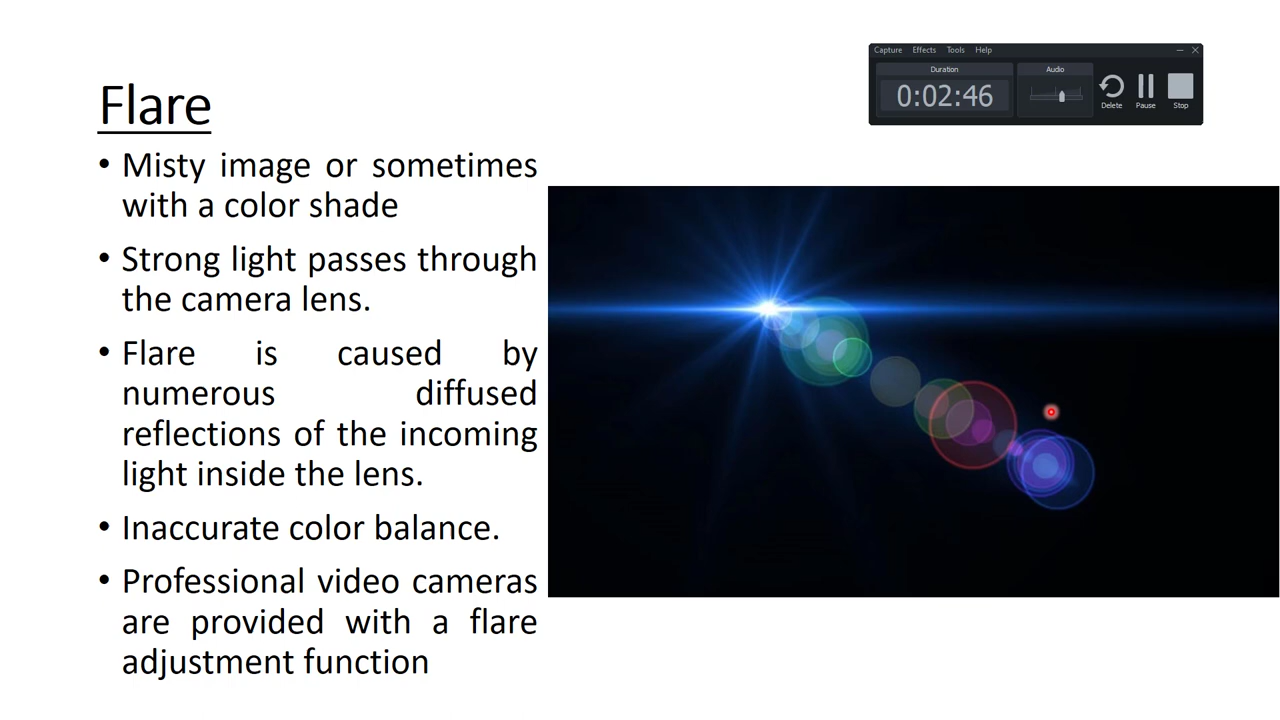 Capture Effects Tools Help
Duration Audio
0:02:46
Delete Pause Stop
Flare
• Misty image or sometimes
with a color shade
• Strong light passes through
the camera lens.
• Flare is caused by
numerous diffused
reflections of the incoming
light inside the lens.
• Inaccurate color balance.
• Professional video cameras
are provided with a flare
adjustment function